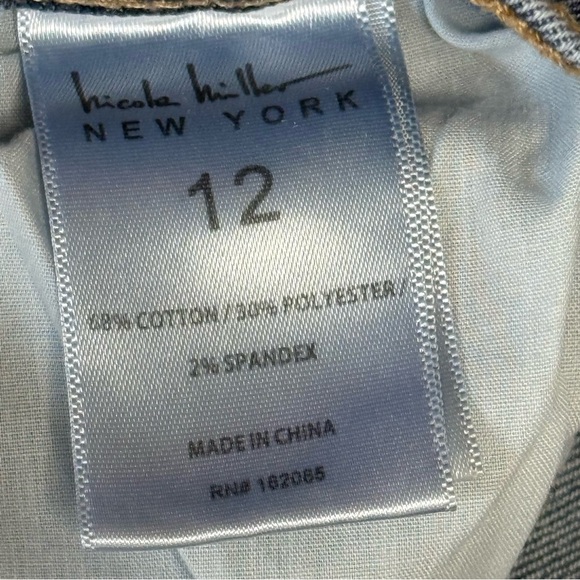 Nicole Miller
NEW YORK
12
68% COTTON / 30% POLYESTER /
2% SPANDEX
MADE IN CHINA
RN# 162065